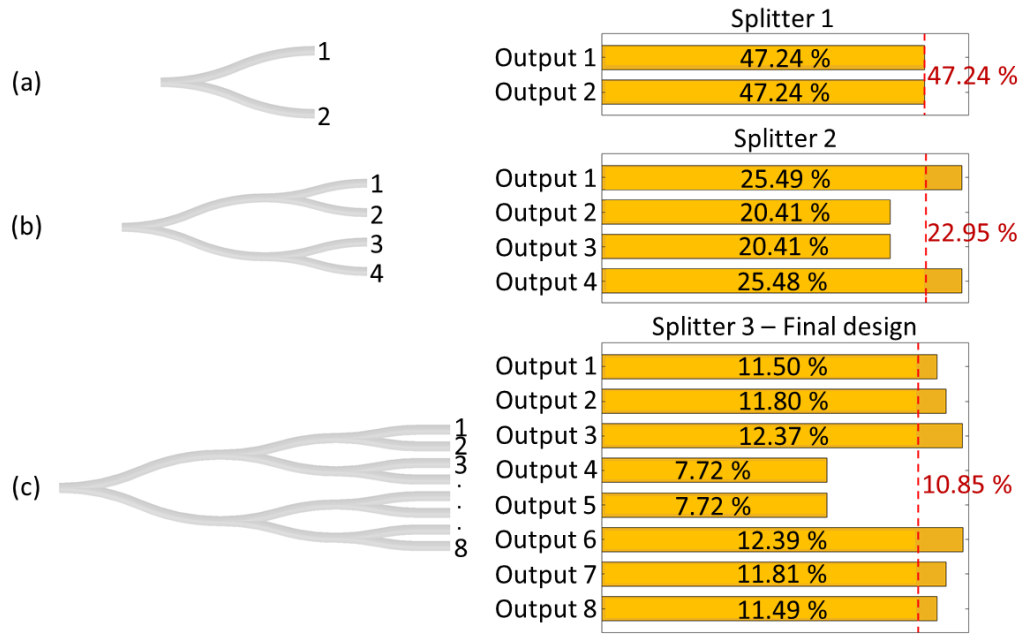 Splitter 1
(a)
1
2
Output 1 47.24 %
Output 2 47.24 %
47.24 %
Splitter 2
(b)
1
2
3
4
Output 1 25.49 %
Output 2 20.41 %
Output 3 20.41 %
Output 4 25.48 %
22.95 %
Splitter 3 – Final design
(c)
1
2
3
.
.
.
8
Output 1 11.50 %
Output 2 11.80 %
Output 3 12.37 %
Output 4 7.72 %
Output 5 7.72 %
Output 6 12.39 %
Output 7 11.81 %
Output 8 11.49 %
10.85 %